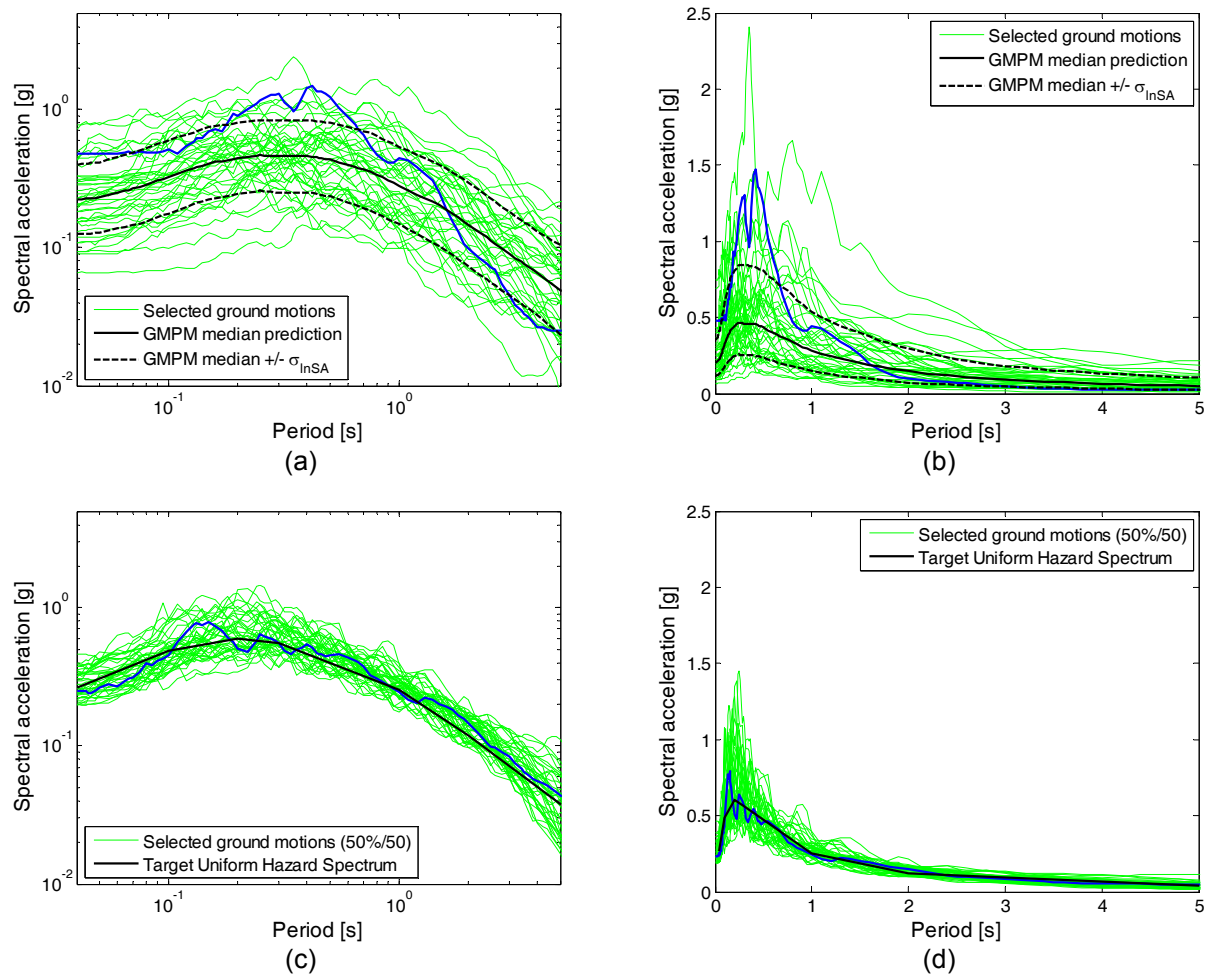 Spectral acceleration [g]
10^0
10^-1
10^-2
Selected ground motions
GMPM median prediction
GMPM median +/- σ_lnSA
10^-1
10^0
Period [s]
(a)
Spectral acceleration [g]
2.5
2
1.5
1
0.5
0
Selected ground motions
GMPM median prediction
GMPM median +/- σ_lnSA
0
1
2
3
4
5
Period [s]
(b)
Spectral acceleration [g]
10^0
10^-1
10^-2
Selected ground motions (50%/50)
Target Uniform Hazard Spectrum
10^-1
10^0
Period [s]
(c)
Spectral acceleration [g]
2.5
2
1.5
1
0.5
0
Selected ground motions (50%/50)
Target Uniform Hazard Spectrum
0
1
2
3
4
5
Period [s]
(d)